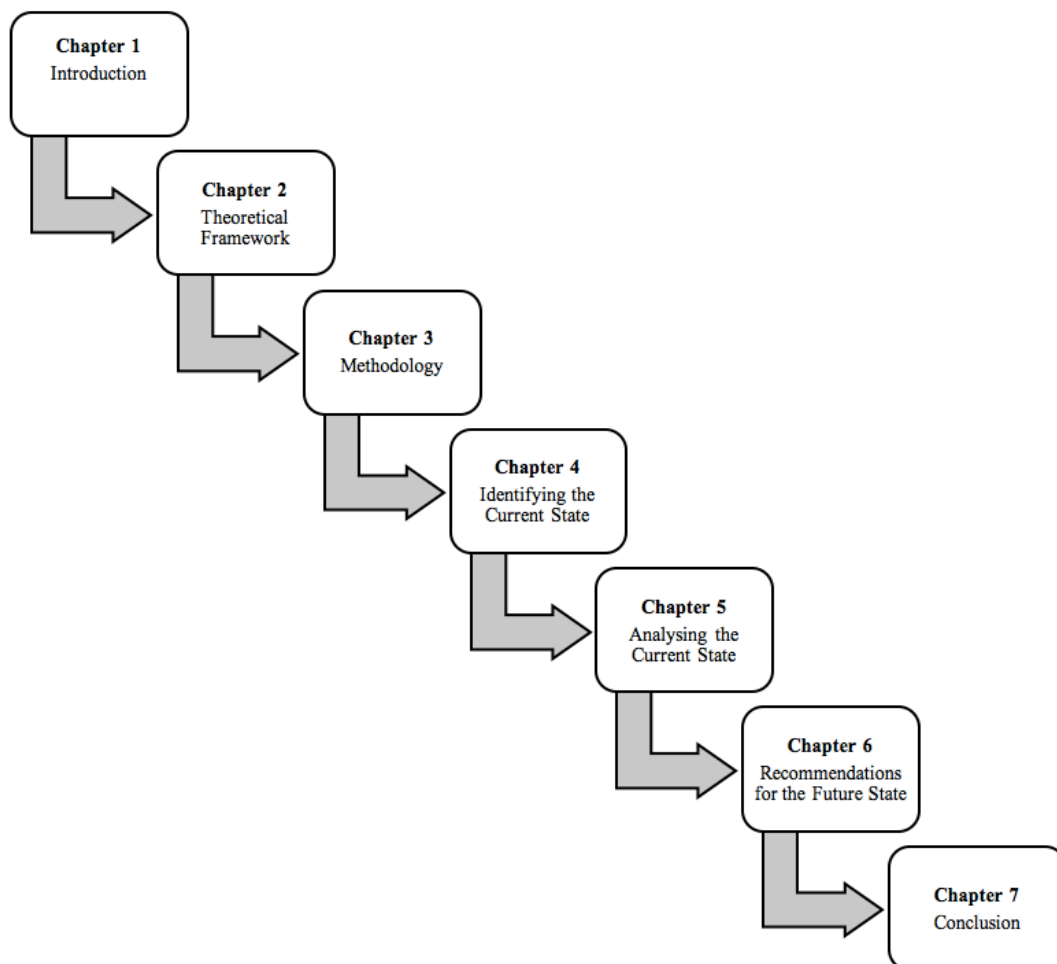 Chapter 1
Introduction
Chapter 2
Theoretical
Framework
Chapter 3
Methodology
Chapter 4
Identifying the
Current State
Chapter 5
Analysing the
Current State
Chapter 6
Recommendations
for the Future State
Chapter 7
Conclusion